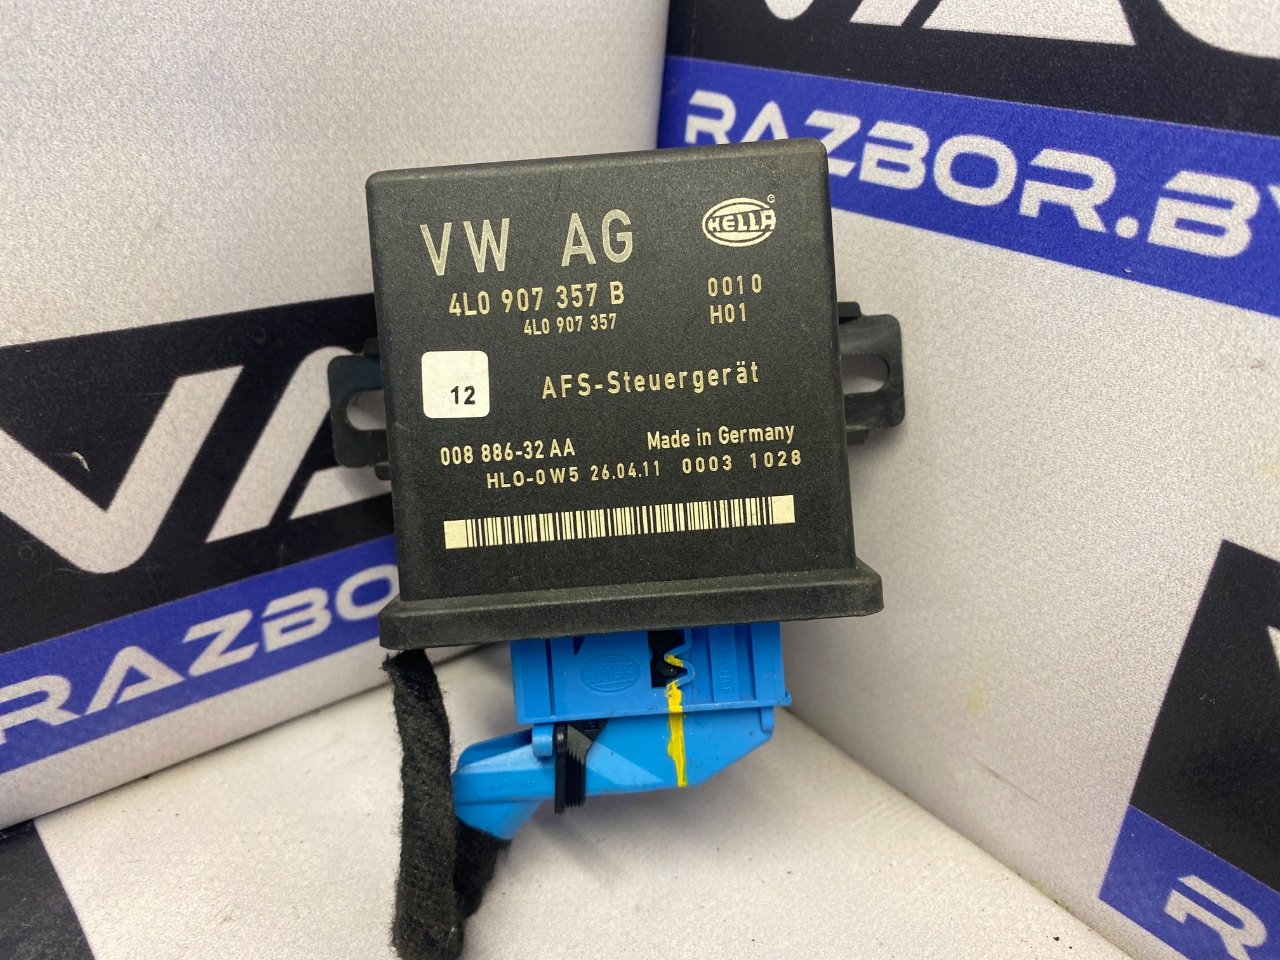 RAZBOR.BY
VW AG
HELLA
4L0 907 357 B
0010
4L0 907 357
H01
12
AFS-Steuergerät
008 886-32 AA
Made in Germany
HLO-0W5 26.04.11 0003 1028
RAZBO
R